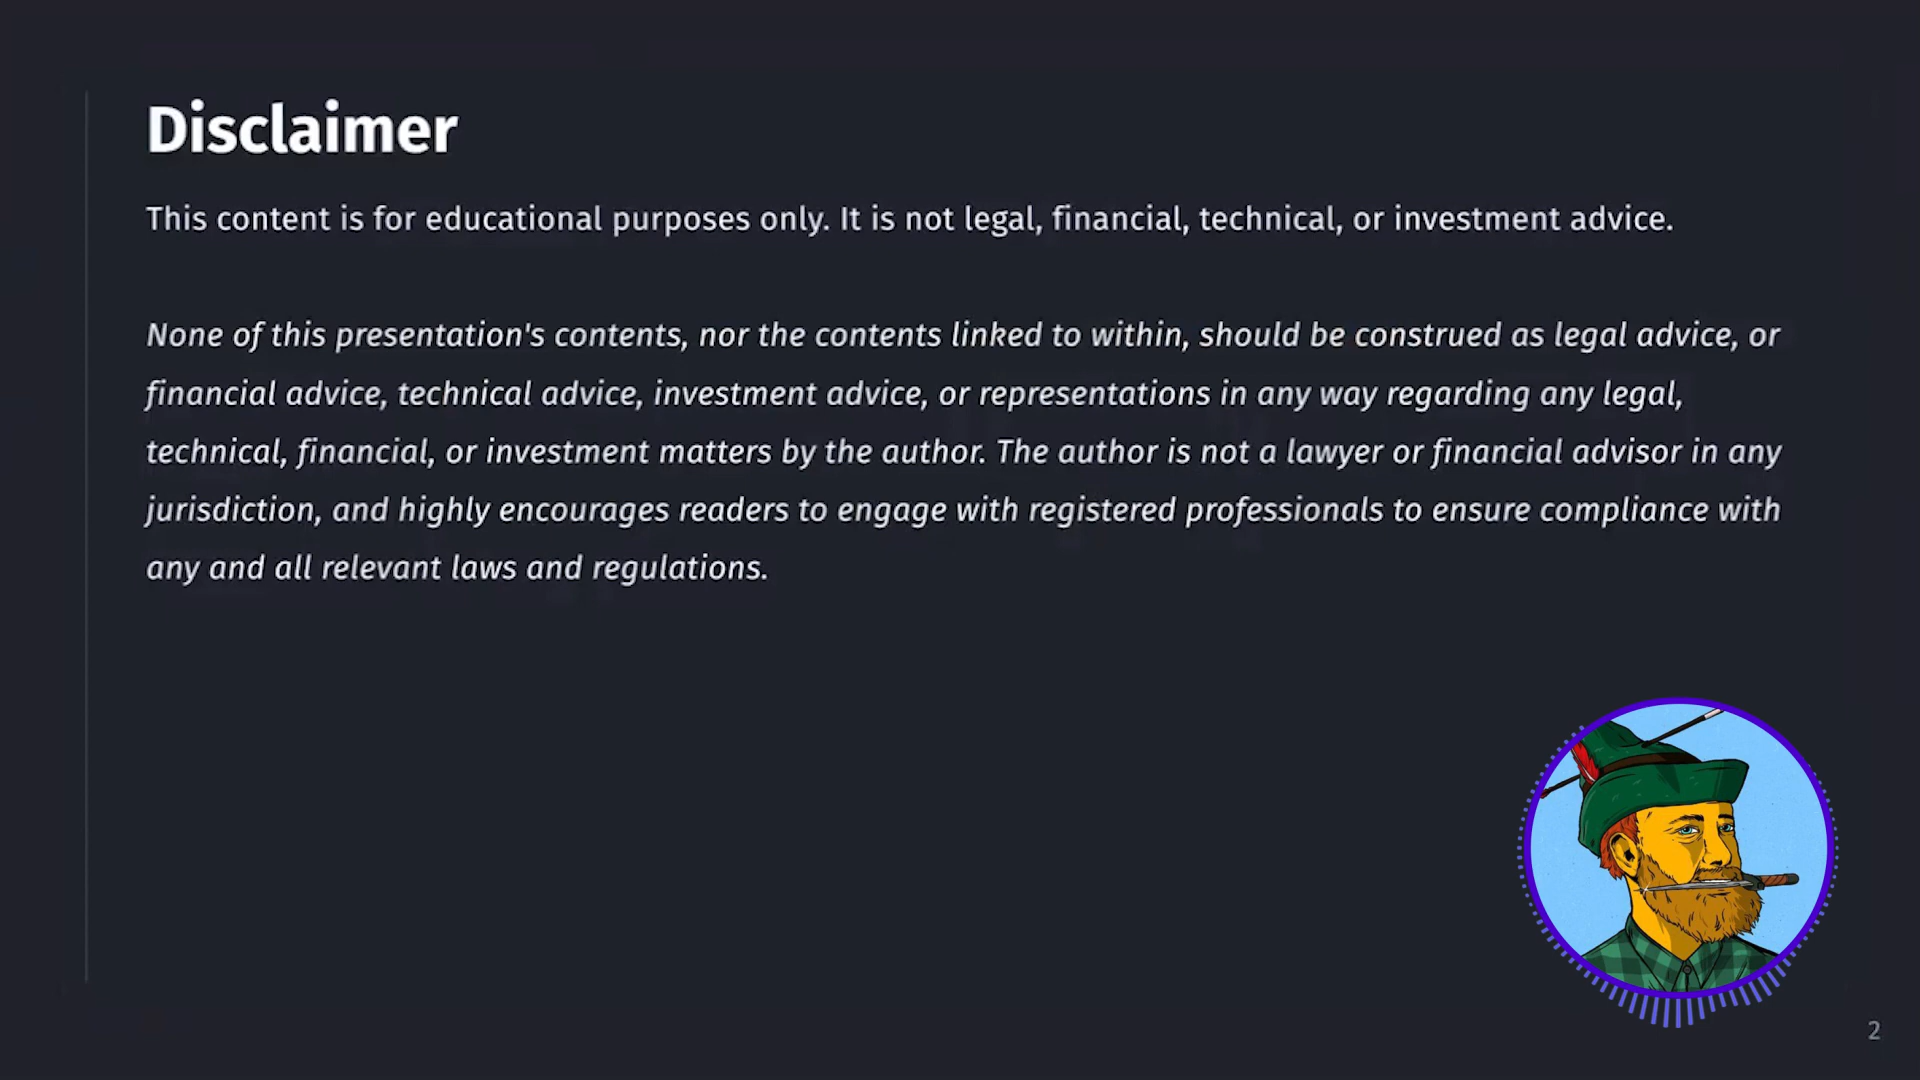 Disclaimer
This content is for educational purposes only. It is not legal, financial, technical, or investment advice.
None of this presentation's contents, nor the contents linked to within, should be construed as legal advice, or
financial advice, technical advice, investment advice, or representations in any way regarding any legal,
technical, financial, or investment matters by the author. The author is not a lawyer or financial advisor in any
jurisdiction, and highly encourages readers to engage with registered professionals to ensure compliance with
any and all relevant laws and regulations.
2